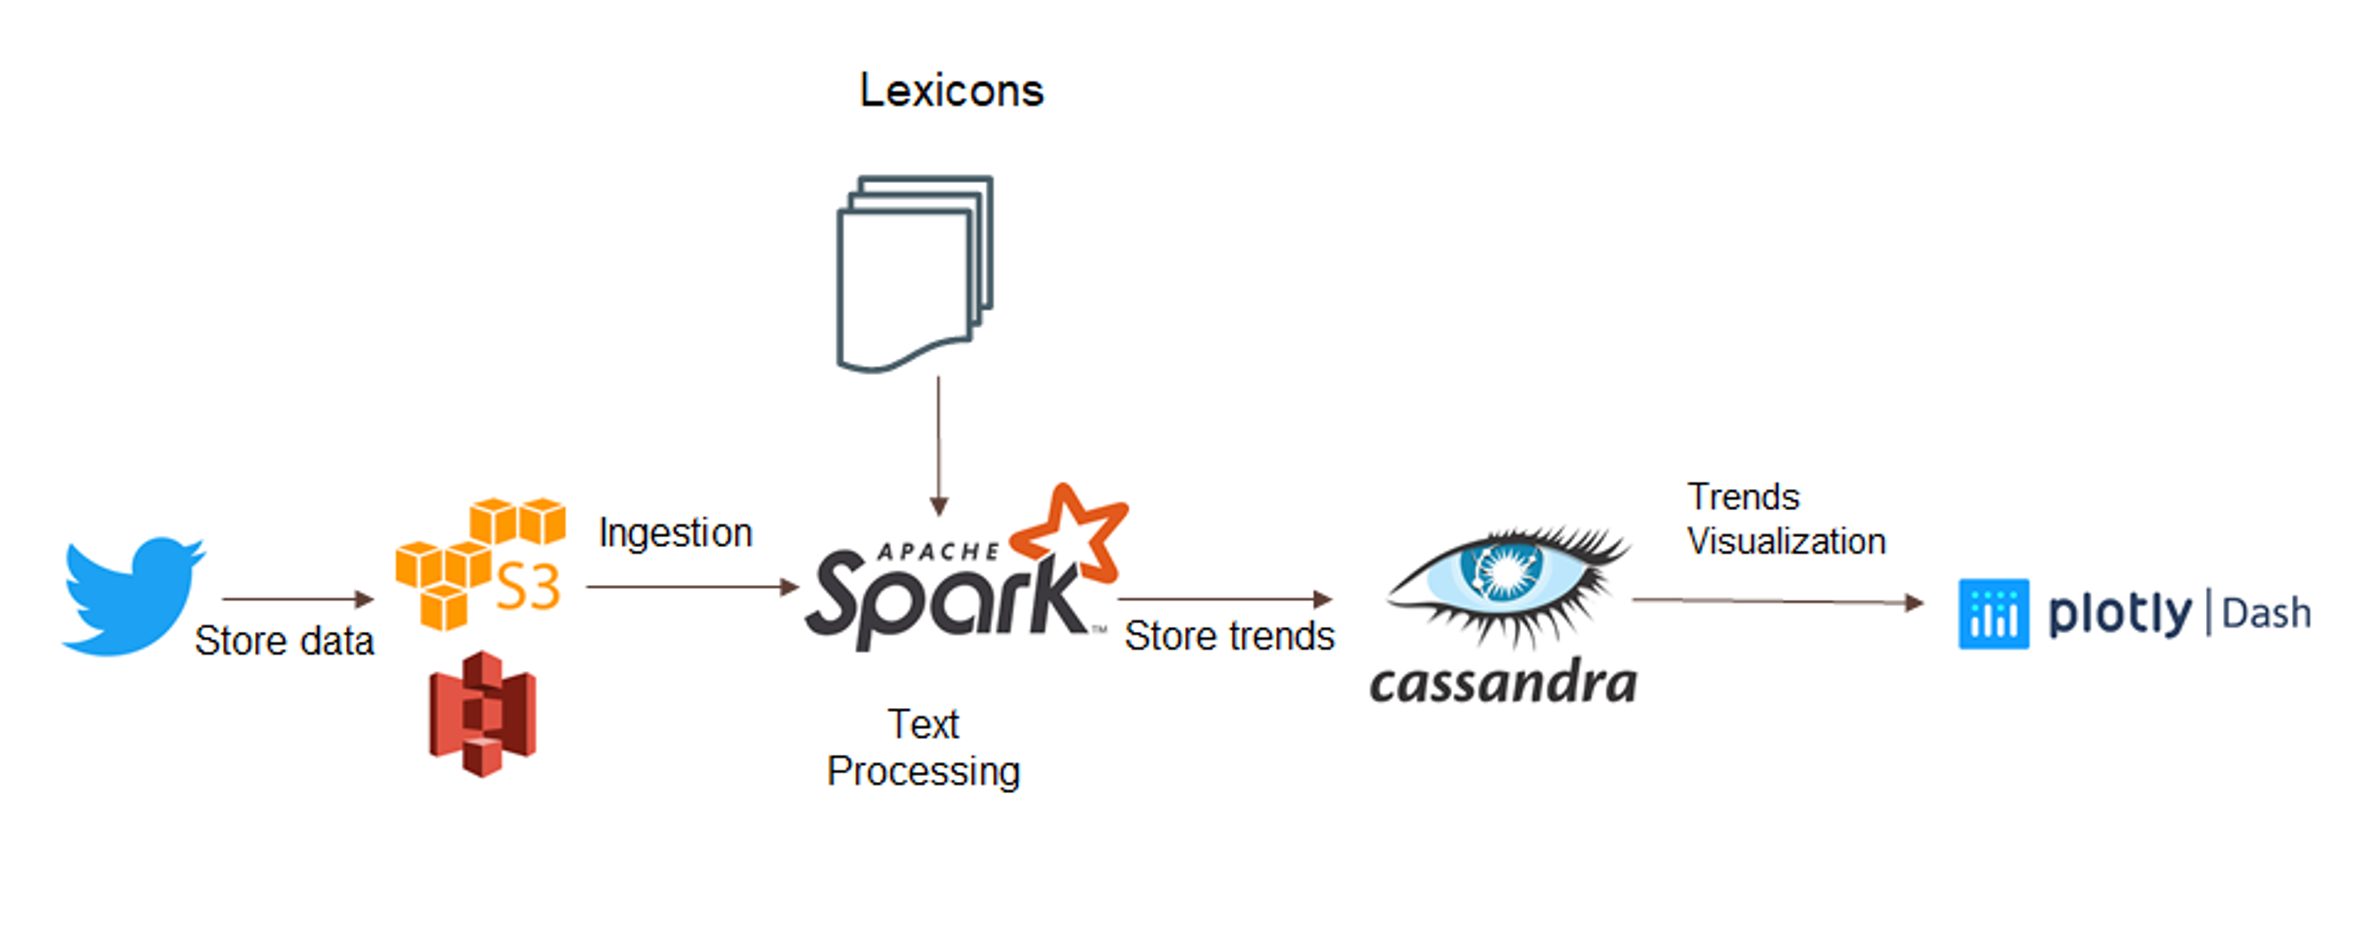 Lexicons
Store data
S3
Ingestion
APACHE
Spark™
Text
Processing
Store trends
cassandra
Trends
Visualization
plotly | Dash